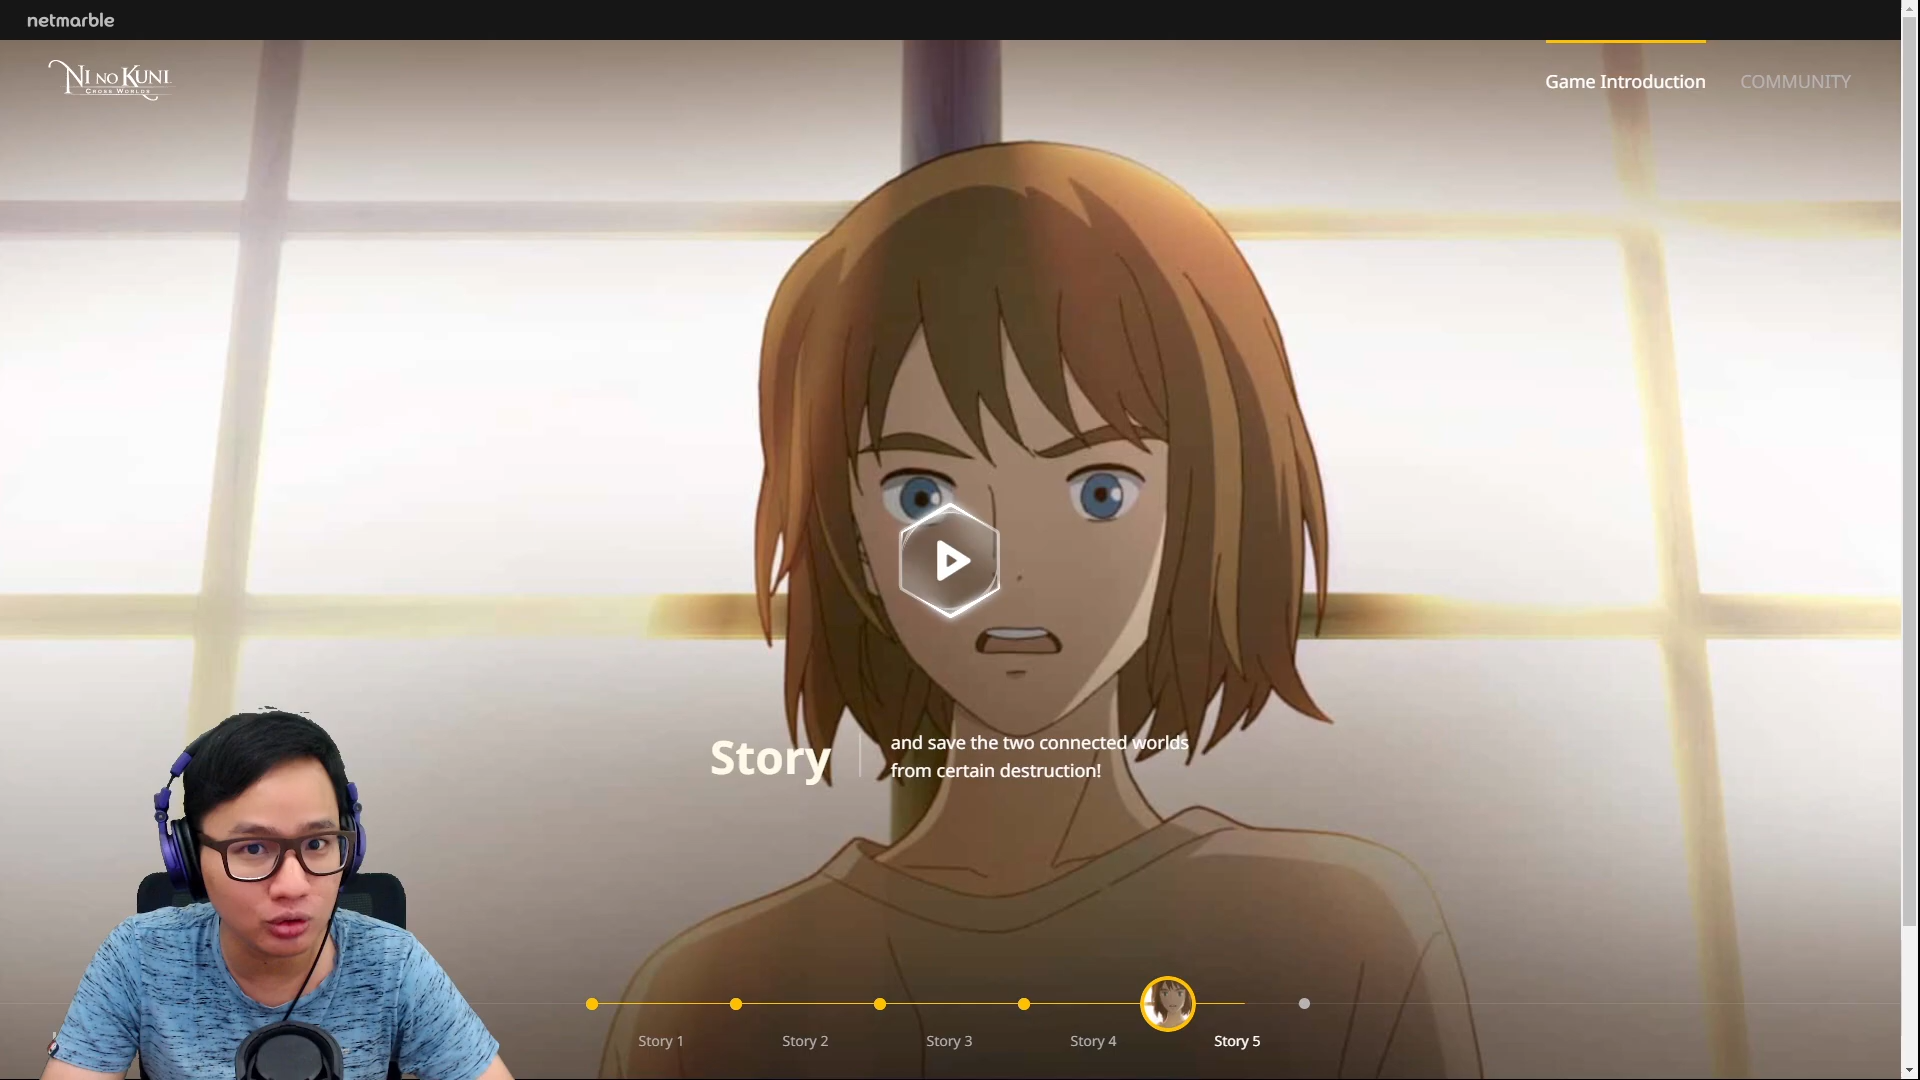 netmarble
NI NO KUNI
CROSS WORLDS
Game Introduction
COMMUNITY
Story
and save the two connected worlds
from certain destruction!
Story 1
Story 2
Story 3
Story 4
Story 5